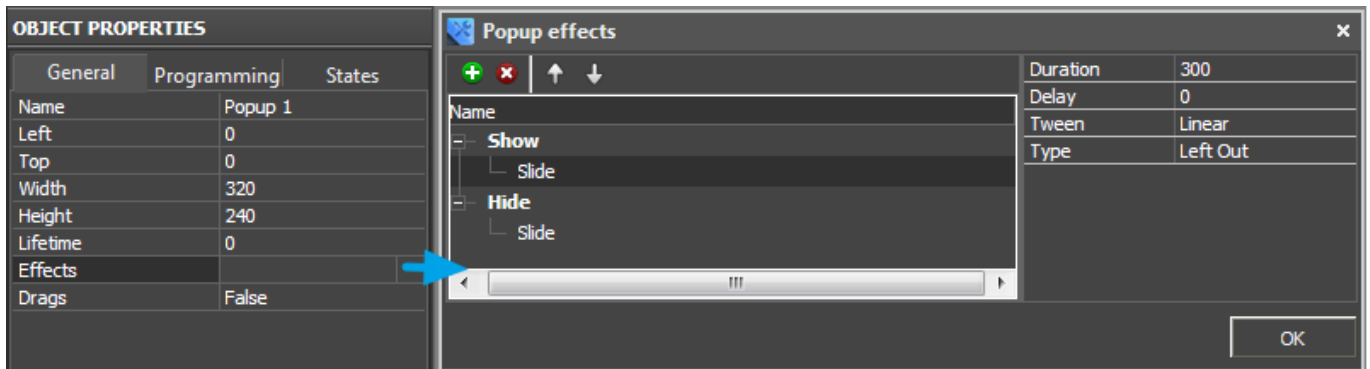 OBJECT PROPERTIES
General Programming States
Name Popup 1
Left 0
Top 0
Width 320
Height 240
Lifetime 0
Effects
Drags False
Popup effects
Name
Show
Slide
Hide
Slide
Duration 300
Delay 0
Tween Linear
Type Left Out
OK